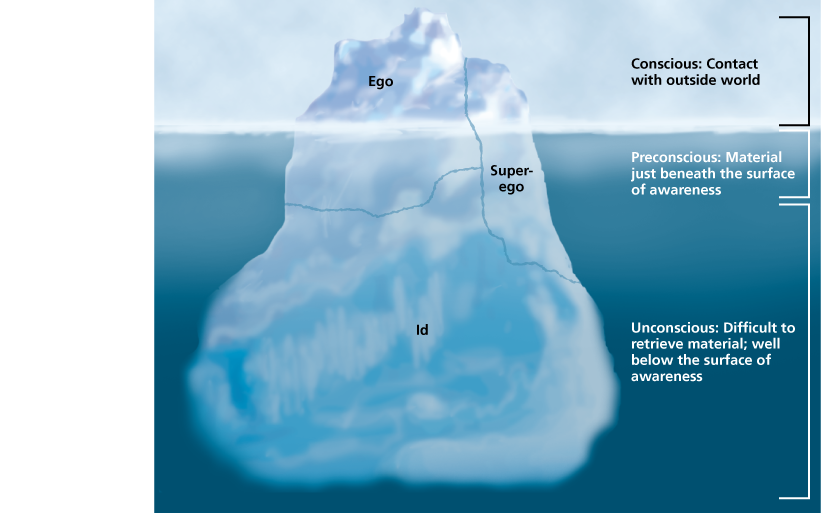 Ego
Conscious: Contact
with outside world
Preconscious: Material
just beneath the surface
of awareness
Super-
ego
Id
Unconscious: Difficult to
retrieve material; well
below the surface of
awareness